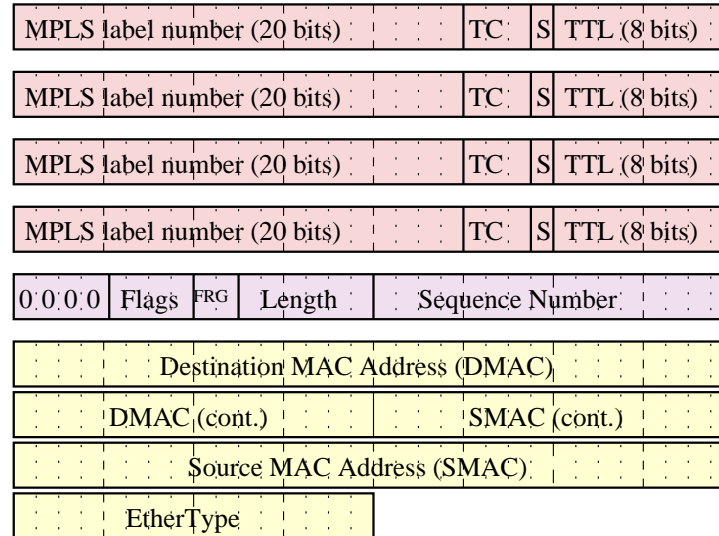 MPLS label number (20 bits) TC S TTL (8 bits)
MPLS label number (20 bits) TC S TTL (8 bits)
MPLS label number (20 bits) TC S TTL (8 bits)
MPLS label number (20 bits) TC S TTL (8 bits)
0 0 0 0 Flags FRG Length Sequence Number
Destination MAC Address (DMAC)
DMAC (cont.) SMAC (cont.)
Source MAC Address (SMAC)
EtherType